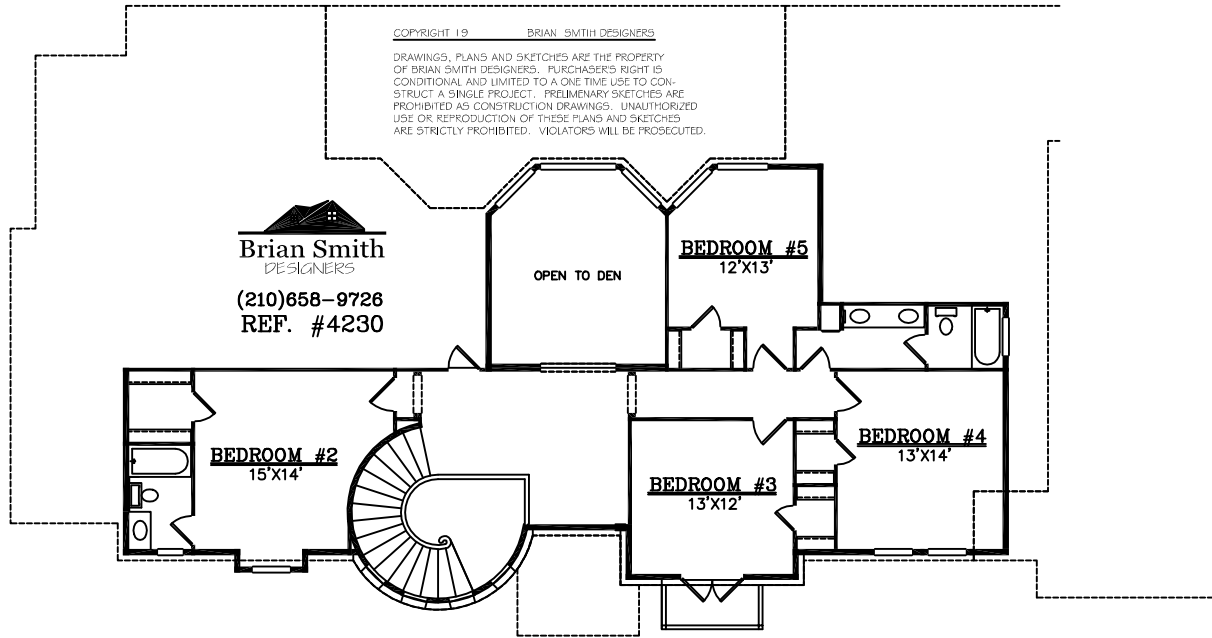 COPYRIGHT 19 BRIAN SMTIH DESIGNERS
DRAWINGS, PLANS AND SKETCHES ARE THE PROPERTY
OF BRIAN SMITH DESIGNERS. PURCHASER'S RIGHT IS
CONDITIONAL AND LIMITED TO A ONE TIME USE TO CON-
STRUCT A SINGLE PROJECT. PRELIMENARY SKETCHES ARE
PROHIBITED AS CONSTRUCTION DRAWINGS. UNAUTHORIZED
USE OR REPRODUCTION OF THESE PLANS AND SKETCHES
ARE STRICTLY PROHIBITED. VIOLATORS WILL BE PROSECUTED.
Brian Smith
DESIGNERS
(210)658-9726
REF. #4230
OPEN TO DEN
BEDROOM #5
12'X13'
BEDROOM #2
15'X14'
BEDROOM #3
13'X12'
BEDROOM #4
13'X14'